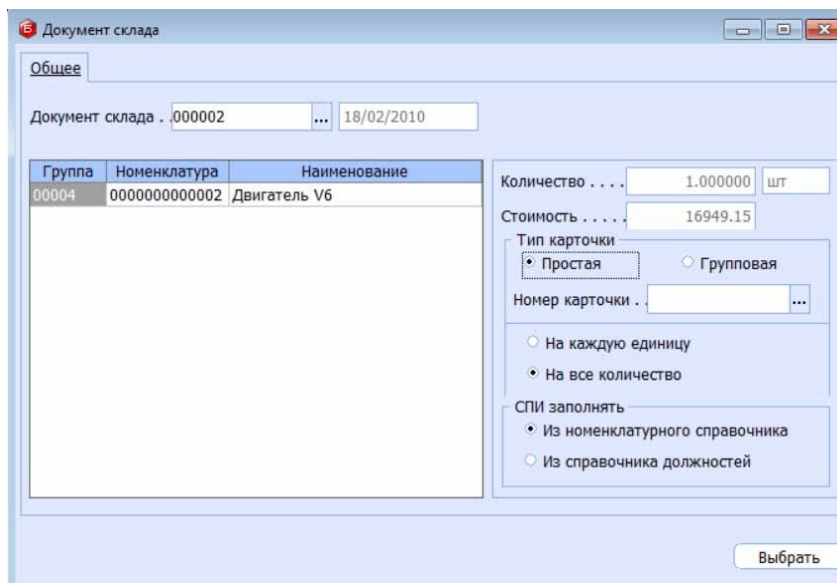 Документ склада
Общее
Документ склада . .000002 ... 18/02/2010
Группа Номенклатура Наименование
00004 0000000000002 Двигатель V6
Количество . . . . 1.000000 шт
Стоимость . . . . . 16949.15
Тип карточки
Простая Групповая
Номер карточки . . ...
На каждую единицу
На все количество
СПИ заполнять
Из номенклатурного справочника
Из справочника должностей
Выбрать